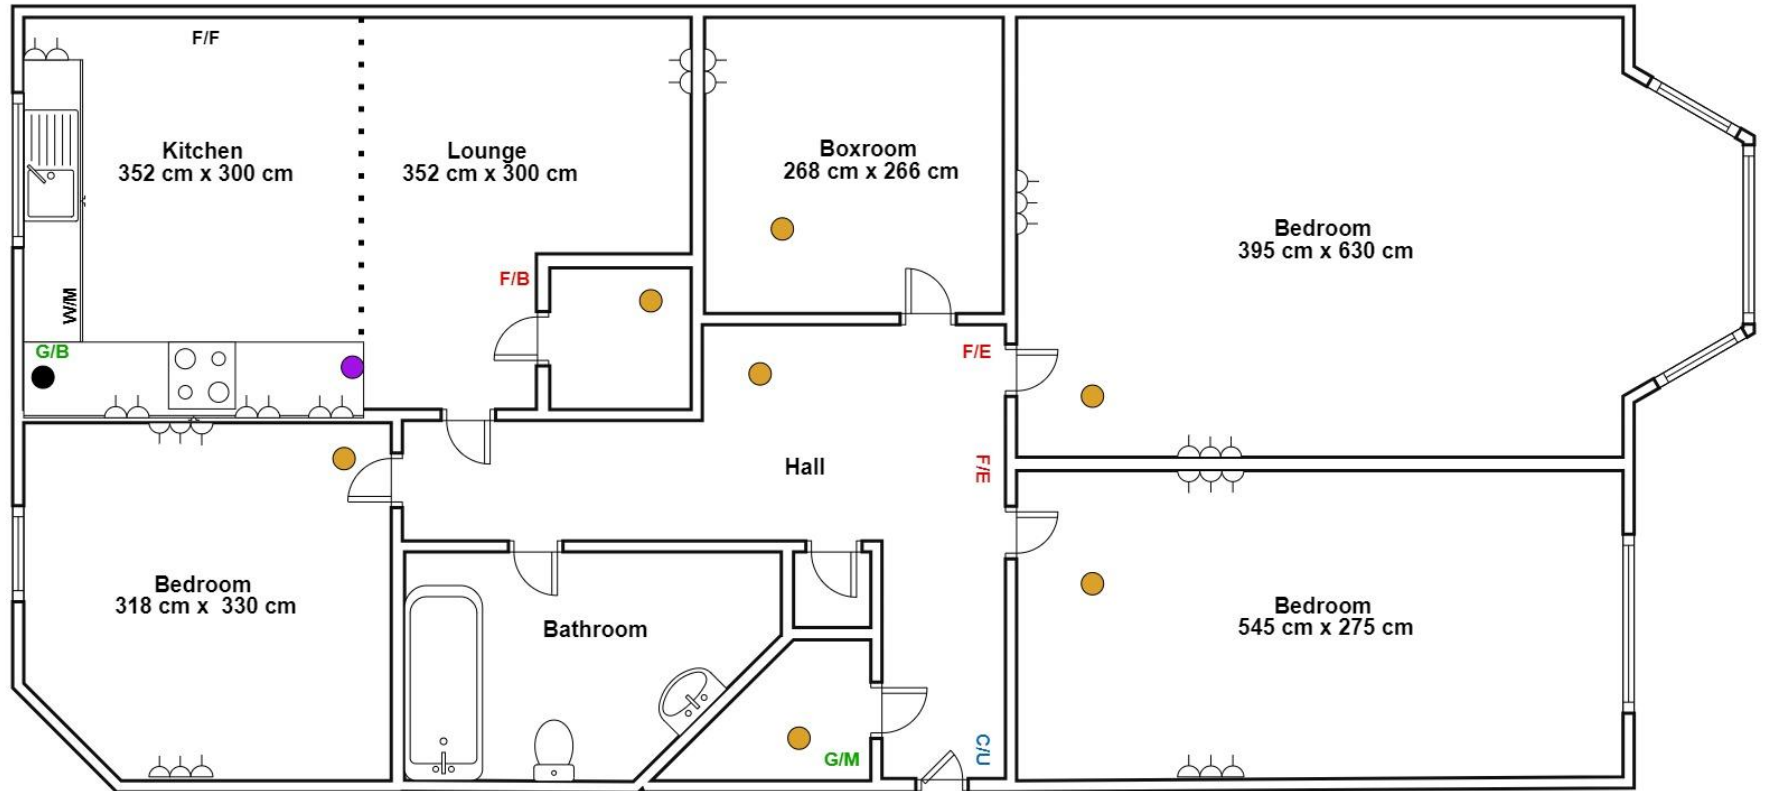 F/F
Kitchen
352 cm x 300 cm
Lounge
352 cm x 300 cm
Boxroom
268 cm x 266 cm
Bedroom
395 cm x 630 cm
F/B
W/M
G/B
F/E
F/E
Hall
Bedroom
318 cm x  330 cm
Bathroom
Bedroom
545 cm x 275 cm
G/M
C/U